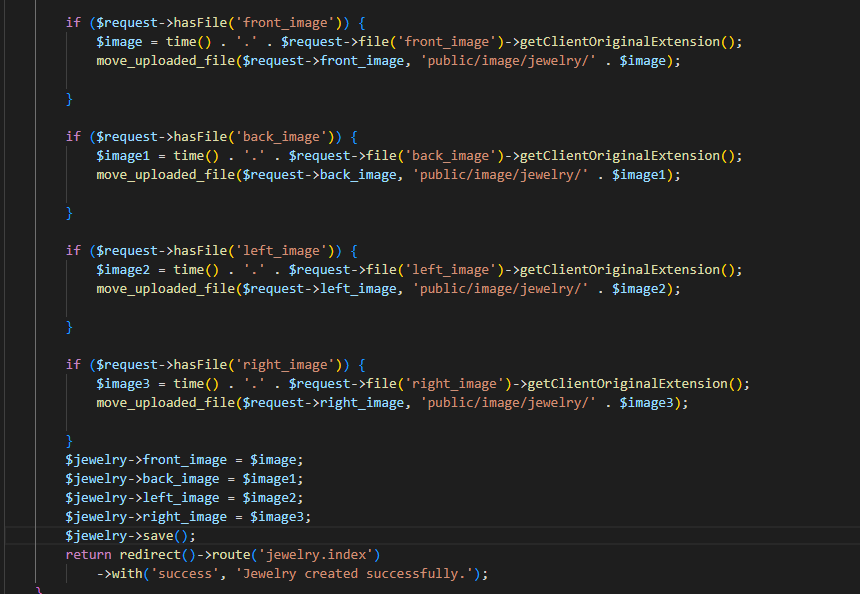 if ($request->hasFile('front_image')) {
$image = time() . '.' . $request->file('front_image')->getClientOriginalExtension();
move_uploaded_file($request->front_image, 'public/image/jewelry/' . $image);
}
if ($request->hasFile('back_image')) {
$image1 = time() . '.' . $request->file('back_image')->getClientOriginalExtension();
move_uploaded_file($request->back_image, 'public/image/jewelry/' . $image1);
}
if ($request->hasFile('left_image')) {
$image2 = time() . '.' . $request->file('left_image')->getClientOriginalExtension();
move_uploaded_file($request->left_image, 'public/image/jewelry/' . $image2);
}
if ($request->hasFile('right_image')) {
$image3 = time() . '.' . $request->file('right_image')->getClientOriginalExtension();
move_uploaded_file($request->right_image, 'public/image/jewelry/' . $image3);
}
$jewelry->front_image = $image;
$jewelry->back_image = $image1;
$jewelry->left_image = $image2;
$jewelry->right_image = $image3;
$jewelry->save();
return redirect()->route('jewelry.index')
->with('success', 'Jewelry created successfully.');
}